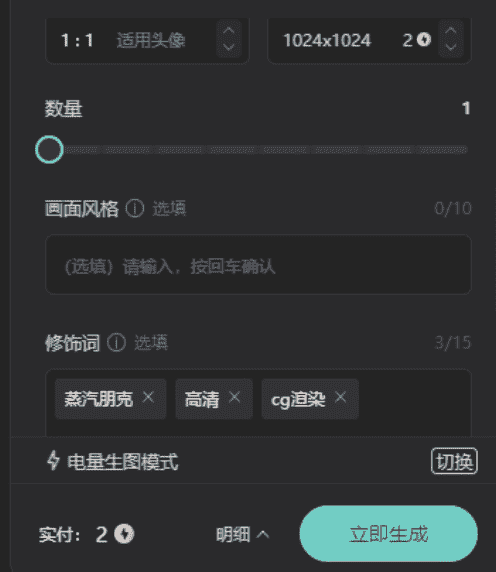 1:1 适用头像 1024x1024 2
数量 1
画面风格 选填 0/10
(选填) 请输入，按回车确认
修饰词 选填 3/15
蒸汽朋克 × 高清 × cg渲染 ×
电量生图模式 切换
实付: 2 明细 立即生成